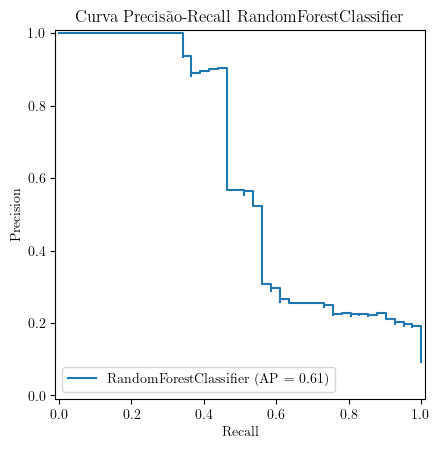 Curva Precisão-Recall RandomForestClassifier
1.0
0.8
0.6
0.4
0.2
0.0
Precision
RandomForestClassifier (AP = 0.61)
0.0 0.2 0.4 0.6 0.8 1.0
Recall